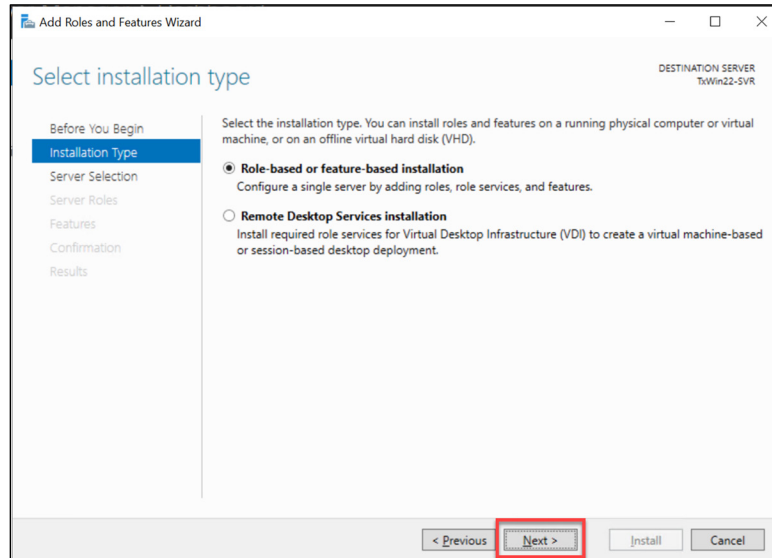 Add Roles and Features Wizard
Select installation type
DESTINATION SERVER
TxWin22-SVR
Before You Begin
Installation Type
Server Selection
Server Roles
Features
Confirmation
Results
Select the installation type. You can install roles and features on a running physical computer or virtual
machine, or on an offline virtual hard disk (VHD).
Role-based or feature-based installation
Configure a single server by adding roles, role services, and features.
Remote Desktop Services installation
Install required role services for Virtual Desktop Infrastructure (VDI) to create a virtual machine-based
or session-based desktop deployment.
< Previous
Next >
Install
Cancel